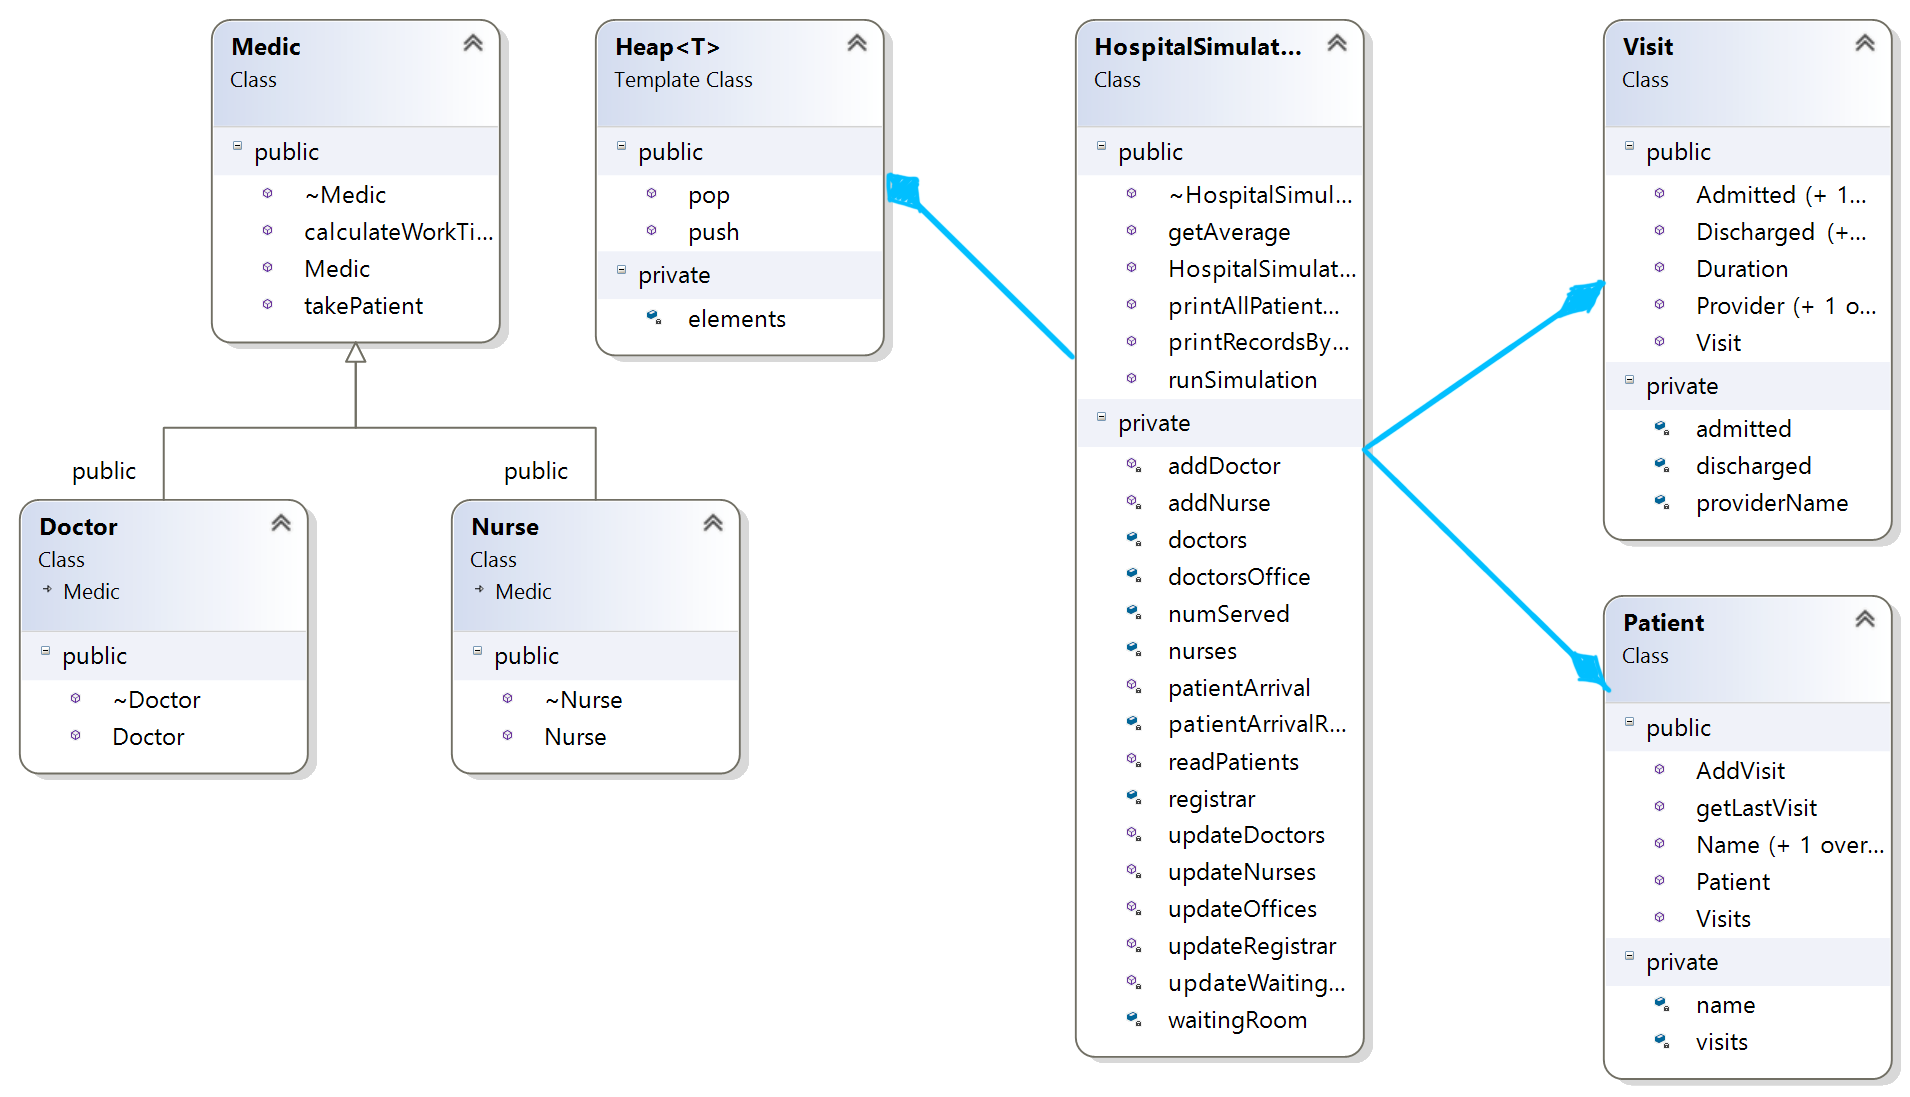 Medic
Class
public
~Medic
calculateWorkTi...
Medic
takePatient
Heap<T>
Template Class
public
pop
push
private
elements
public
public
Doctor
Class
Medic
public
~Doctor
Doctor
Nurse
Class
Medic
public
~Nurse
Nurse
HospitalSimulat...
Class
public
~HospitalSimul...
getAverage
HospitalSimulat...
printAllPatient...
printRecordsBy...
runSimulation
private
addDoctor
addNurse
doctors
doctorsOffice
numServed
nurses
patientArrival
patientArrivalR...
readPatients
registrar
updateDoctors
updateNurses
updateOffices
updateRegistrar
updateWaiting...
waitingRoom
Visit
Class
public
Admitted (+ 1...
Discharged (+...
Duration
Provider (+ 1 o...
Visit
private
admitted
discharged
providerName
Patient
Class
public
AddVisit
getLastVisit
Name (+ 1 over...
Patient
Visits
private
name
visits